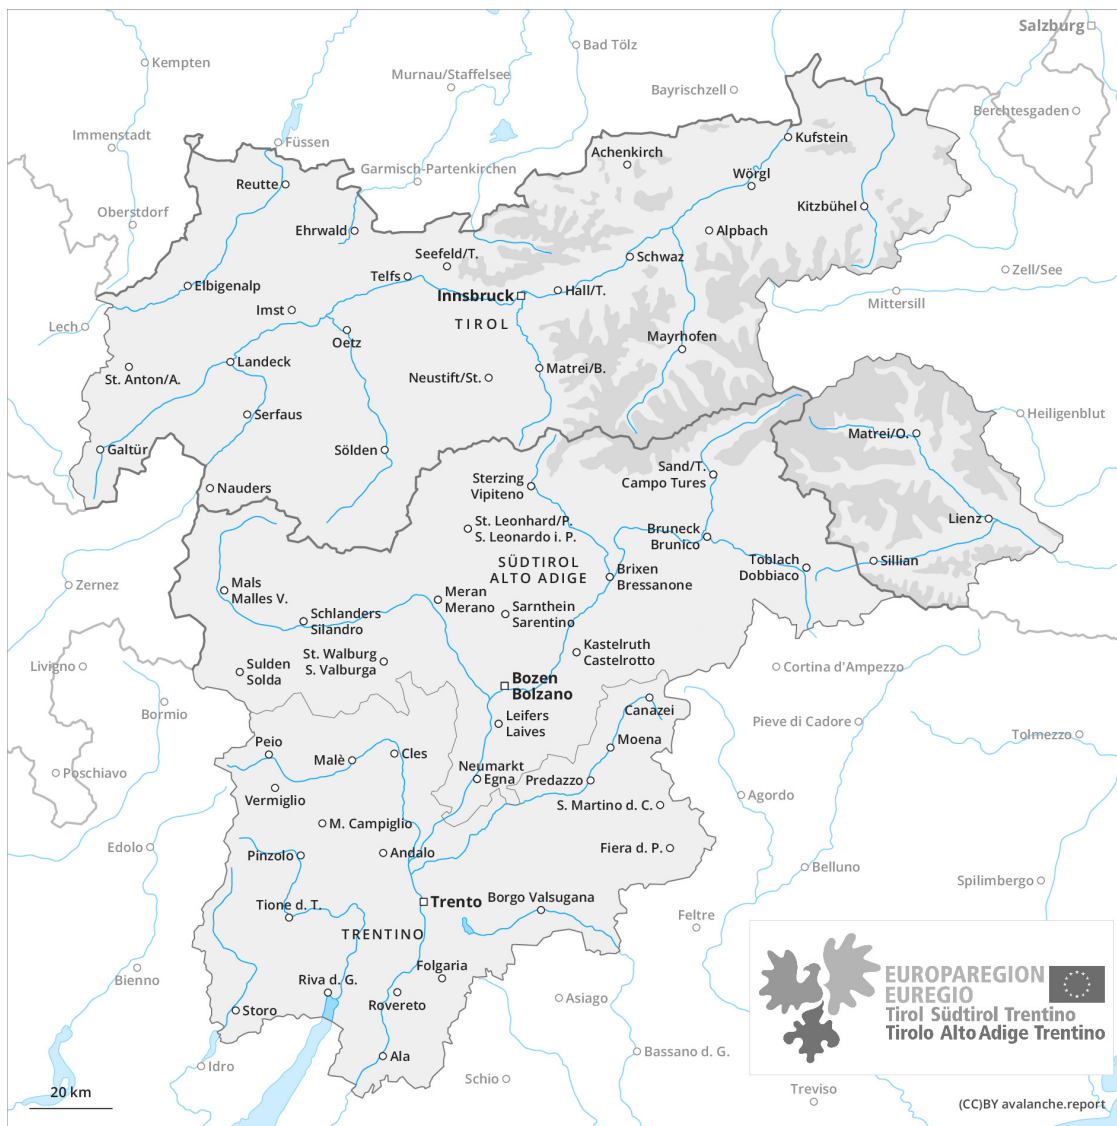 Salzburg
Bad Tölz
Kempten
Murnau/Staffelsee
Bayrischzell
Berchtesgaden
Immenstadt
Füssen
Kufstein
Achenkirch
Garmisch-Partenkirchen
Wörgl
Reutte
Kitzbühel
Oberstdorf
Ehrwald
Alpbach
Seefeld/T.
Schwaz
Zell/See
Telfs
Elbigenalp
Innsbruck
Hall/T.
Mittersill
Imst
TIROL
Lech
Oetz
Mayrhofen
Landeck
Matrei/B.
St. Anton/A.
Neustift/St.
Serfaus
Heiligenblut
Matrei/O.
Galtür
Sölden
Sand/T.
Campo Tures
Sterzing
Vipiteno
Nauders
Lienz
St. Leonhard/P.
S. Leonardo i. P.
Bruneck
Brunico
SÜDTIROL
ALTO ADIGE
Toblach
Dobbiaco
Sillian
Brixen
Bressanone
Zernez
Mals
Malles V.
Meran
Merano
Schlanders
Silandro
Sarnthein
Sarentino
Kastelruth
Castelrotto
St. Walburg
S. Valburga
Livigno
Sulden
Solda
Cortina d'Ampezzo
Bozen
Bolzano
Bormio
Canazei
Leifers
Laives
Pieve di Cadore
Moena
Tolmezzo
Peio
Malè
Cles
Poschiavo
Neumarkt
Egna
Predazzo
Vermiglio
S. Martino d. C.
Agordo
M. Campiglio
Edolo
Pinzolo
Andalo
Fiera d. P.
Belluno
Spilimbergo
Tione d. T.
Trento
Borgo Valsugana
Feltre
TRENTINO
Folgaria
Bienno
Riva d. G.
Rovereto
Asiago
Storo
EUROPAREGION
EUREGIO
Tirol Südtirol Trentino
Tirolo Alto Adige Trentino
Ala
Bassano d. G.
Idro
Schio
Treviso
20 km
(CC)BY avalanche.report